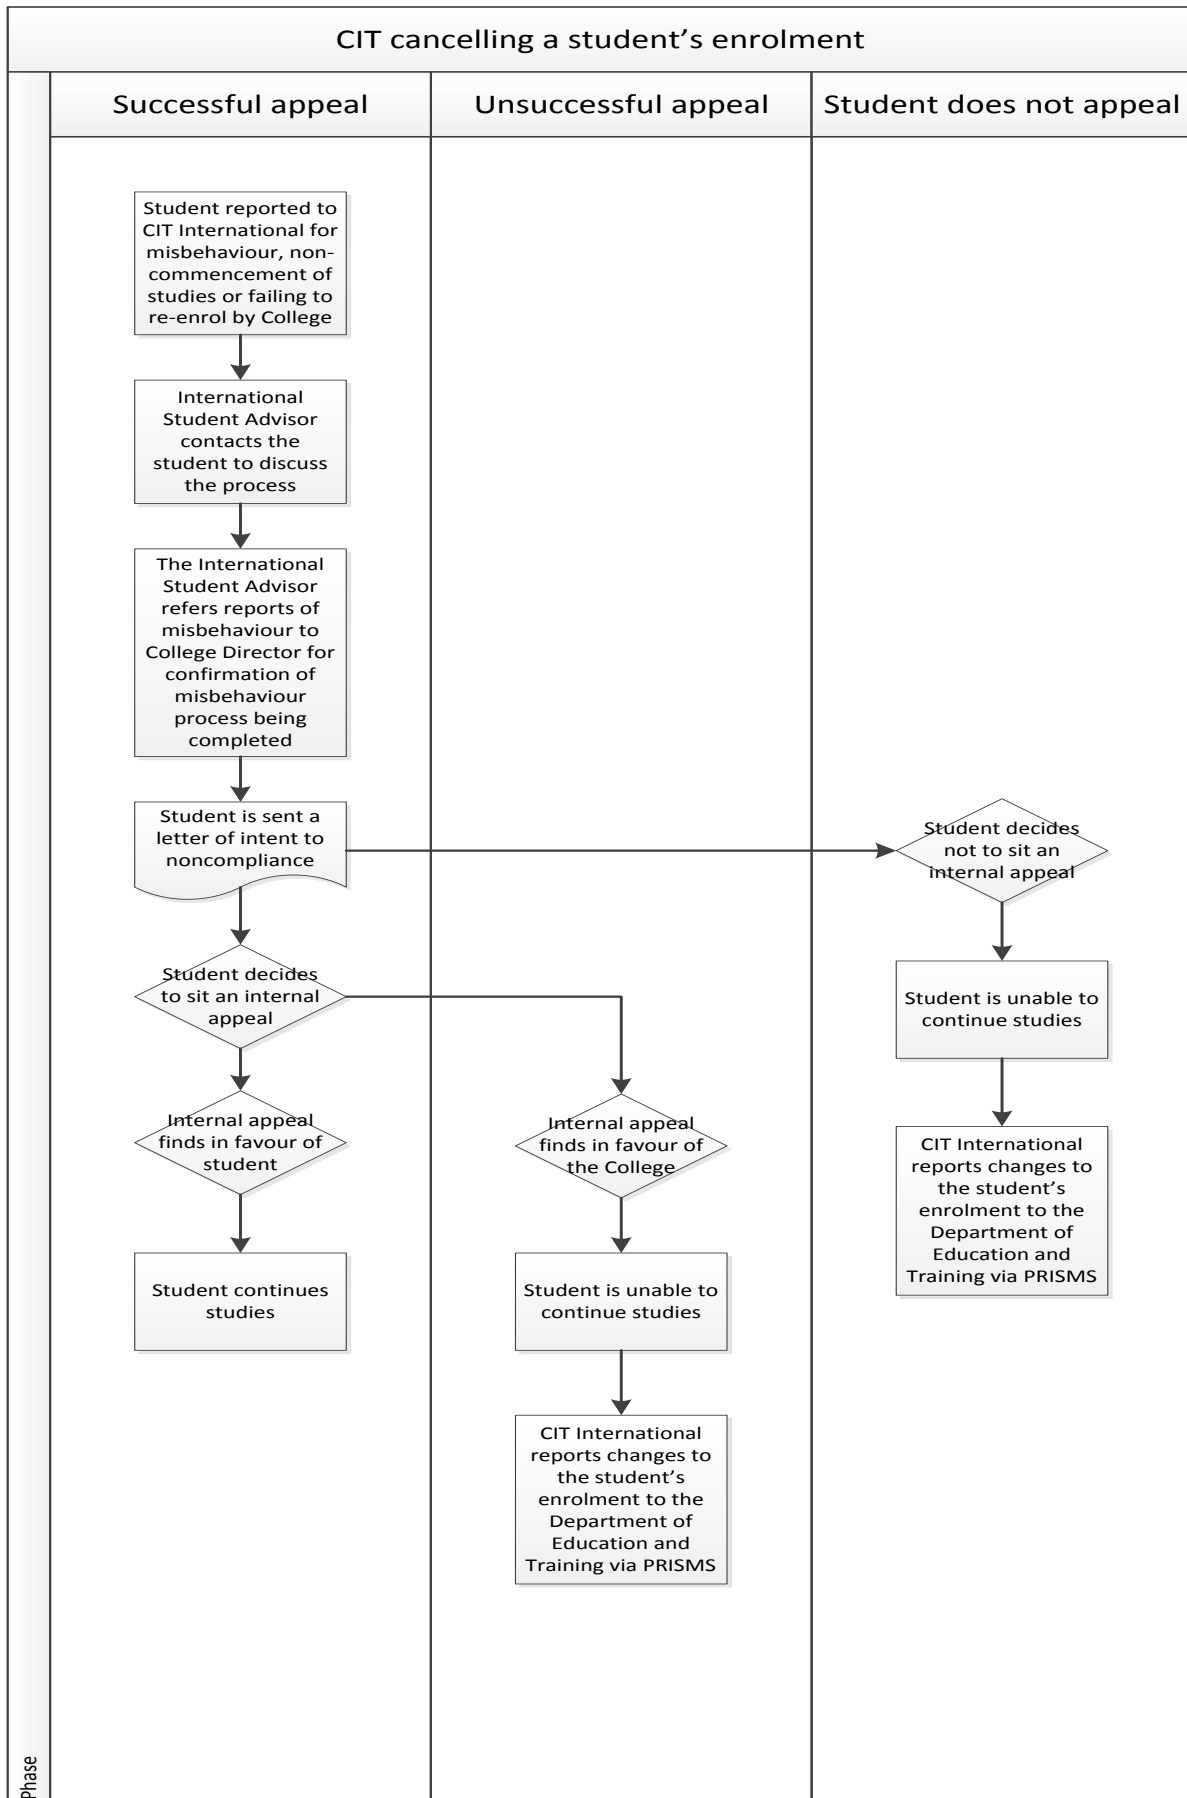 CIT cancelling a student’s enrolment
Successful appeal
Unsuccessful appeal
Student does not appeal
Student reported to
CIT International for
misbehaviour, non-
commencement of
studies or failing to
re-enrol by College
International
Student Advisor
contacts the
student to discuss
the process
The International
Student Advisor
refers reports of
misbehaviour to
College Director for
confirmation of
misbehaviour
process being
completed
Student is sent a
letter of intent to
noncompliance
Student decides
not to sit an
internal appeal
Student decides
to sit an internal
appeal
Student is unable to
continue studies
Internal appeal
finds in favour of
student
Internal appeal
finds in favour of
the College
CIT International
reports changes to
the student’s
enrolment to the
Department of
Education and
Training via PRISMS
Student continues
studies
Student is unable to
continue studies
CIT International
reports changes to
the student’s
enrolment to the
Department of
Education and
Training via PRISMS
Phase